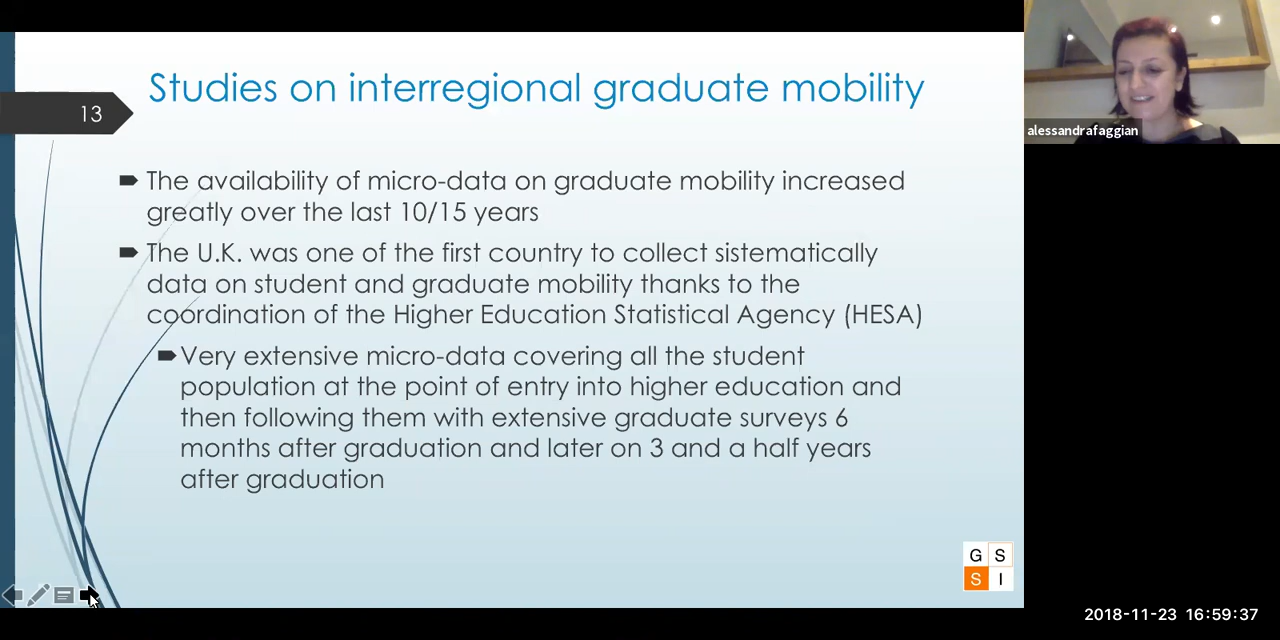 Studies on interregional graduate mobility
13
The availability of micro-data on graduate mobility increased
greatly over the last 10/15 years
The U.K. was one of the first country to collect sistematically
data on student and graduate mobility thanks to the
coordination of the Higher Education Statistical Agency (HESA)
Very extensive micro-data covering all the student
population at the point of entry into higher education and
then following them with extensive graduate surveys 6
months after graduation and later on 3 and a half years
after graduation
G S
S I
alessandrafaggian
2018-11-23 16:59:37